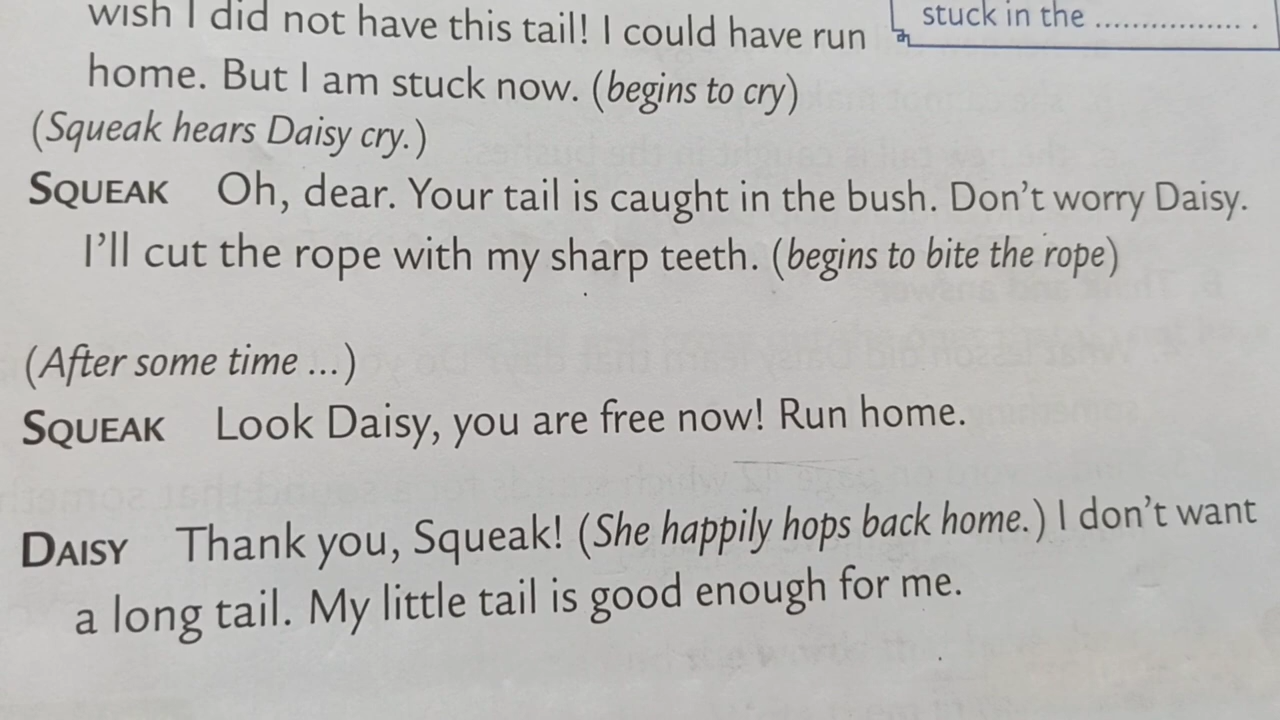 wish I did not have this tail! I could have run
stuck in the ................ .
home. But I am stuck now. (begins to cry)
(Squeak hears Daisy cry.)
SQUEAK Oh, dear. Your tail is caught in the bush. Don't worry Daisy.
I'll cut the rope with my sharp teeth. (begins to bite the rope)
(After some time ...)
SQUEAK Look Daisy, you are free now! Run home.
DAISY Thank you, Squeak! (She happily hops back home.) I don't want
a long tail. My little tail is good enough for me.